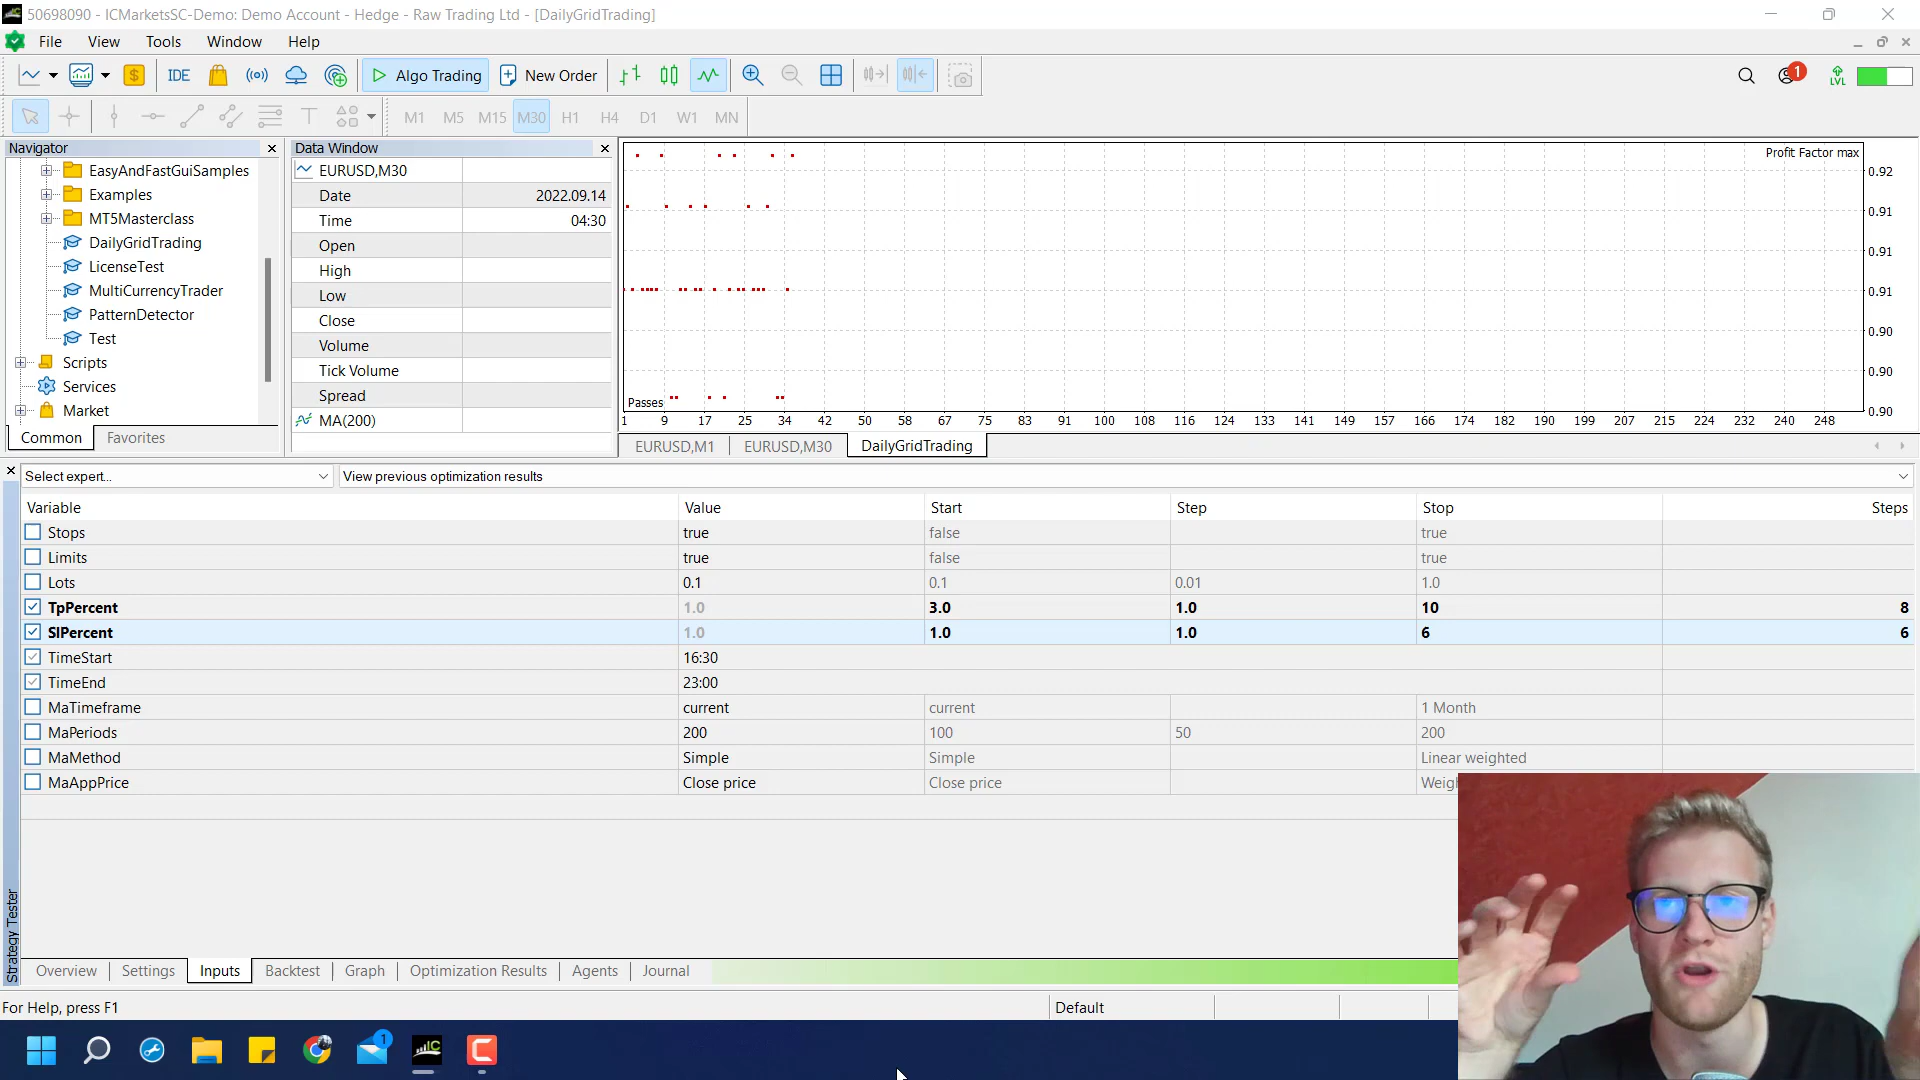 50698090 - ICMarketsSC-Demo: Demo Account - Hedge - Raw Trading Ltd - [DailyGridTrading]
File View Tools Window Help
IDE Algo Trading New Order 1 LVL
M1 M5 M15 M30 H1 H4 D1 W1 MN
Navigator
EasyAndFastGuiSamples
Examples
MT5Masterclass
DailyGridTrading
LicenseTest
MultiCurrencyTrader
PatternDetector
Test
Scripts
Services
Market
Common Favorites
Data Window
EURUSD,M30
Date 2022.09.14
Time 04:30
Open
High
Low
Close
Volume
Tick Volume
Spread
MA(200)
Profit Factor max
0.92
0.91
0.91
0.91
0.90
0.90
0.90
Passes
1 9 17 25 34 42 50 58 67 75 83 91 100 108 116 124 133 141 149 157 166 174 182 190 199 207 215 224 232 240 248
EURUSD,M1 EURUSD,M30 DailyGridTrading
Select expert... View previous optimization results
Variable Value Start Step Stop Steps
Stops true false true
Limits true false true
Lots 0.1 0.1 0.01 1.0
TpPercent 1.0 3.0 1.0 10 8
SlPercent 1.0 1.0 1.0 6 6
TimeStart 16:30
TimeEnd 23:00
MaTimeframe current current 1 Month
MaPeriods 200 100 50 200
MaMethod Simple Simple Linear weighted
MaAppPrice Close price Close price
Strategy Tester
Overview Settings Inputs Backtest Graph Optimization Results Agents Journal
For Help, press F1 Default
1
IC